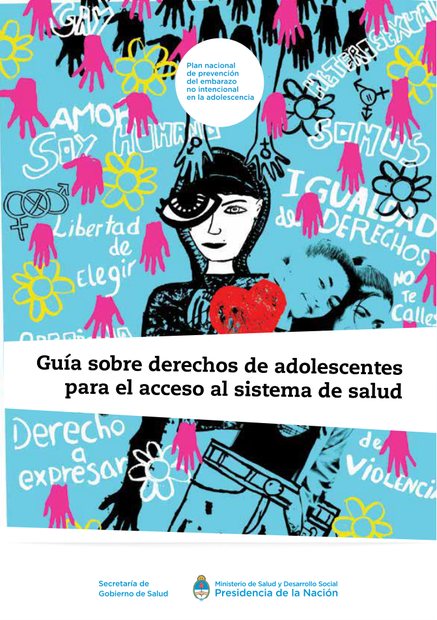 GAY
Plan nacional
de prevención
del embarazo
no intencional
en la adolescencia
HETERSEXUAL
AMOR
SOY HUMANO
SOMOS
IGUALDAD
de DERECHOS
Libertad
de
Elegir
NO
Te
Calles
Guía sobre derechos de adolescentes
para el acceso al sistema de salud
Derecho
a
expresar
de
VIOLENCIA
Secretaría de
Gobierno de Salud
Ministerio de Salud y Desarrollo Social
Presidencia de la Nación